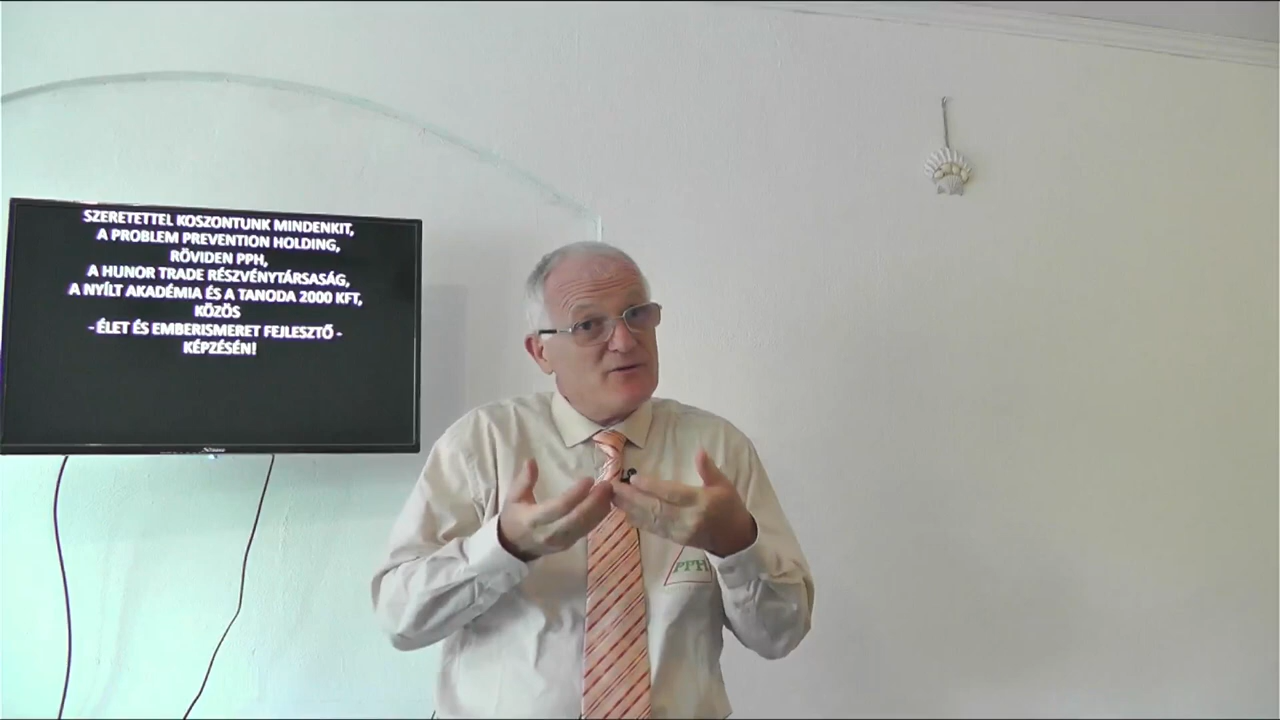 SZERETETTEL KOSZONTUNK MINDENKIT,
A PROBLEM PREVENTION HOLDING,
RÖVIDEN PPH,
A HUNOR TRADE RÉSZVÉNYTÁRSASÁG,
A NYÍLT AKADÉMIA ÉS A TANODA 2000 KFT,
KÖZÖS
- ÉLET ÉS EMBERISMERET FEJLESZTŐ -
KÉPZÉSÉN!
PPH